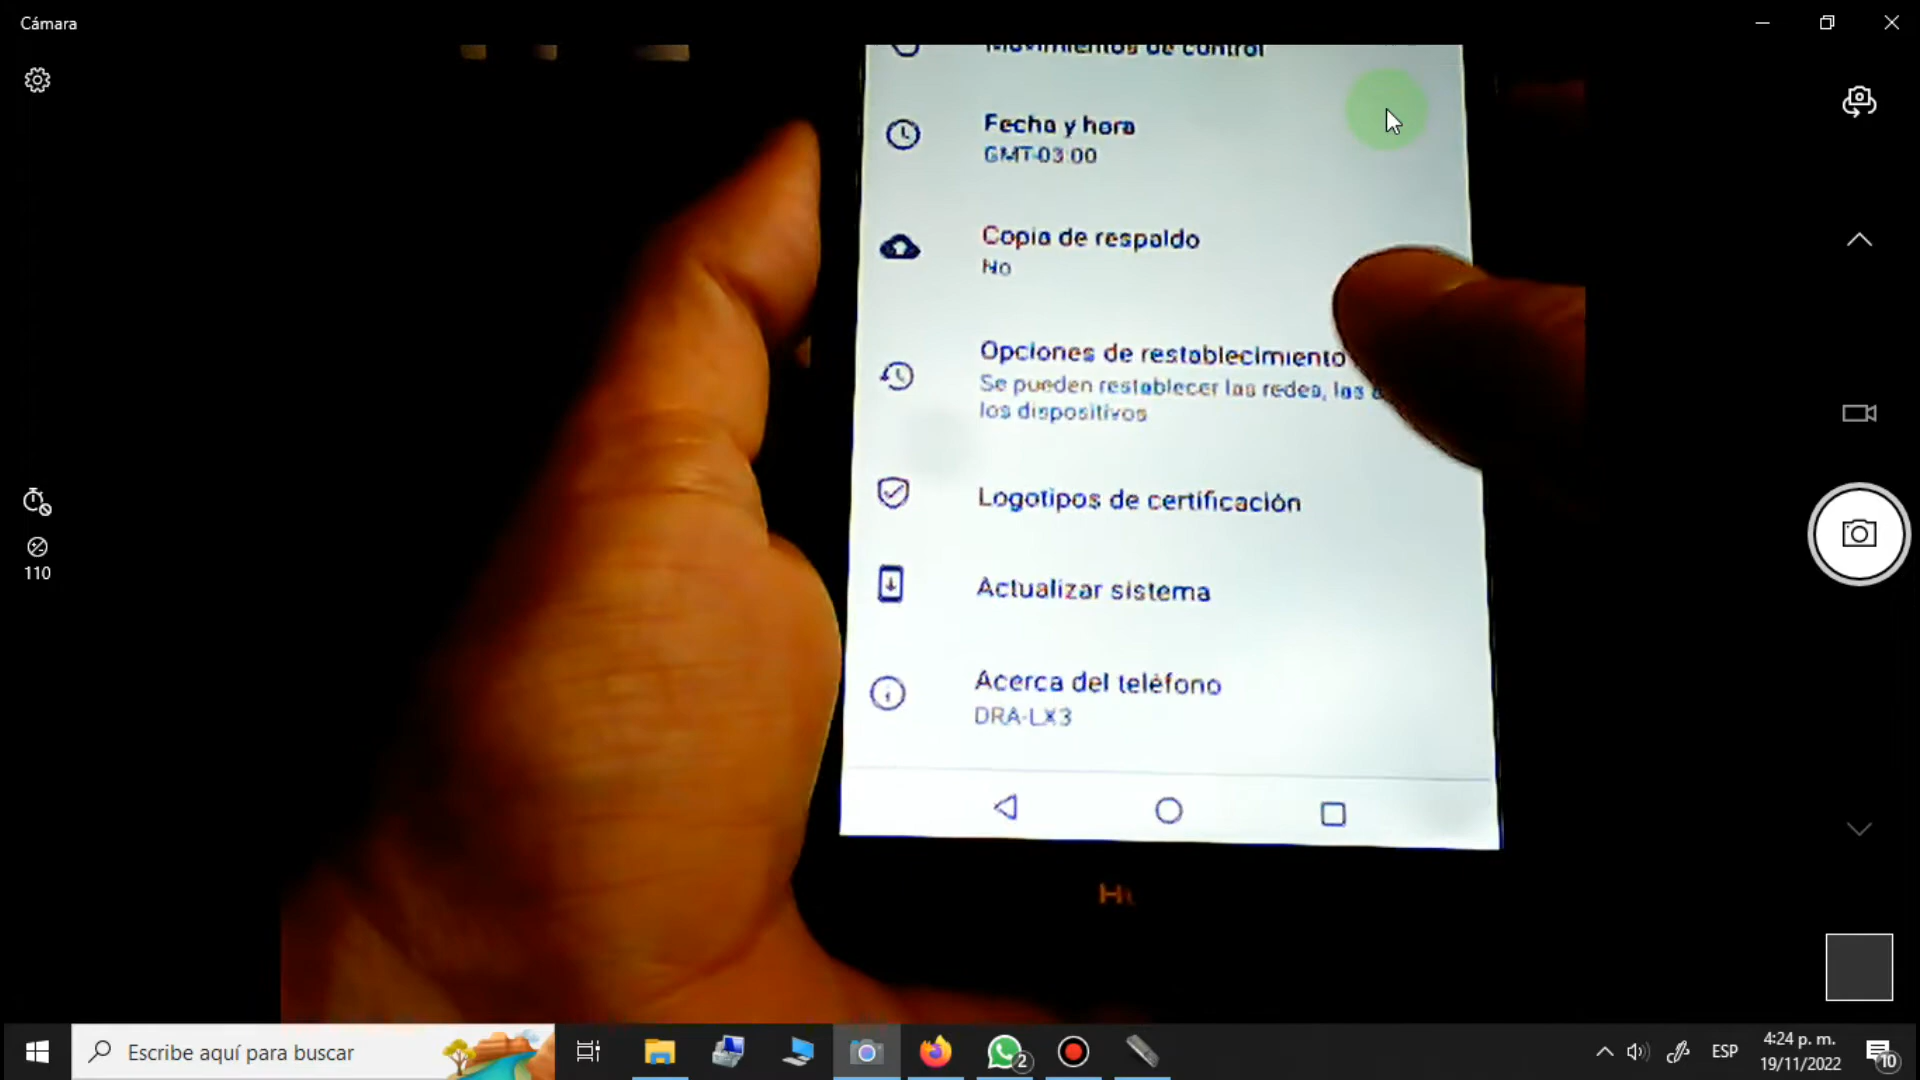 Cámara
Movimientos de control
Fecha y hora
GMT-03:00
Copia de respaldo
No
Opciones de restablecimiento
Se pueden restablecer las redes, las
los dispositivos
110
Logotipos de certificación
Actualizar sistema
Acerca del teléfono
DRA-LX3
Escribe aquí para buscar
2
ESP
4:24 p. m.
19/11/2022
10